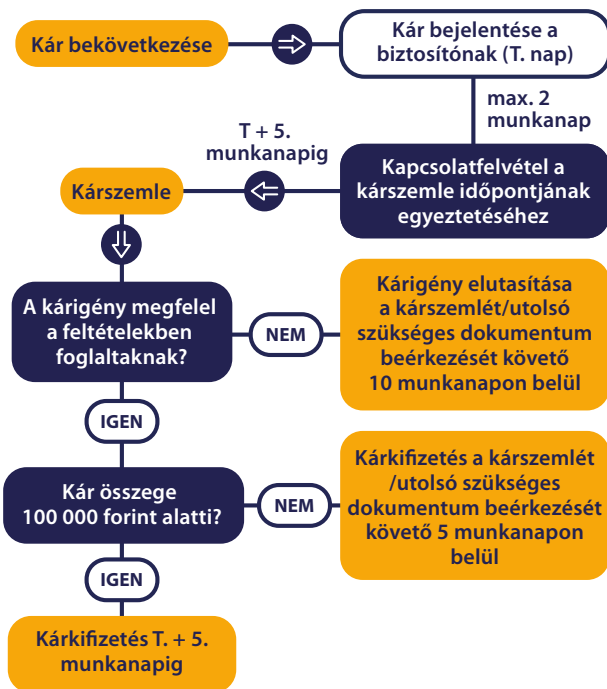 Kár bekövetkezése
Kár bejelentése a
biztosítónak (T. nap)
max. 2
munkanap
Kapcsolatfelvétel a
kárszemle időpontjának
egyeztetéséhez
T + 5.
munkanapig
Kárszemle
A kárigény megfelel
a feltételekben
foglaltaknak?
NEM
Kárigény elutasítása
a kárszemlét/utolsó
szükséges dokumentum
beérkezését követő
10 munkanapon belül
IGEN
Kár összege
100 000 forint alatti?
NEM
Kárkifizetés a kárszemlét
/utolsó szükséges
dokumentum beérkezését
követő 5 munkanapon
belül
IGEN
Kárkifizetés T. + 5.
munkanapig